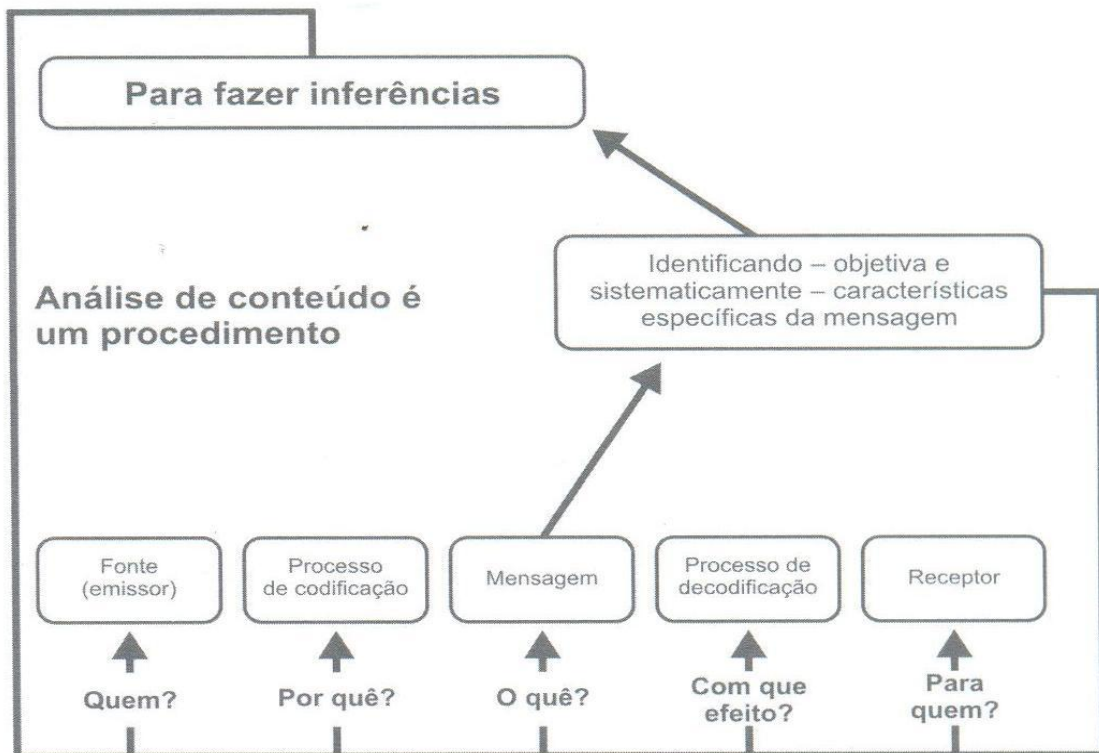 Para fazer inferências
Identificando – objetiva e
sistematicamente – características
específicas da mensagem
Análise de conteúdo é
um procedimento
Fonte
(emissor)
Processo
de codificação
Mensagem
Processo de
decodificação
Receptor
Quem?
Por quê?
O quê?
Com que
efeito?
Para
quem?